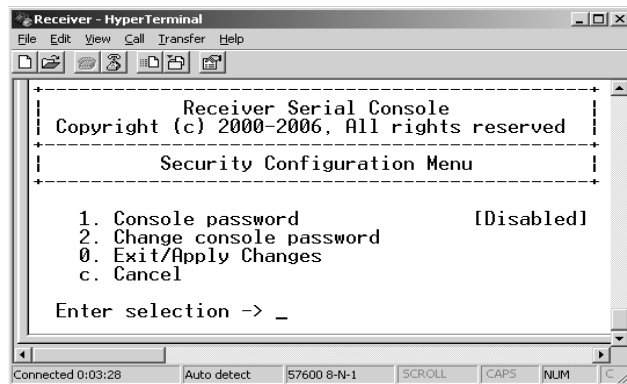 Receiver - HyperTerminal
File Edit View Call Transfer Help
Receiver Serial Console
Copyright (c) 2000-2006, All rights reserved
Security Configuration Menu
1. Console password [Disabled]
2. Change console password
0. Exit/Apply Changes
c. Cancel
Enter selection -> _
Connected 0:03:28 Auto detect 57600 8-N-1 SCROLL CAPS NUM C